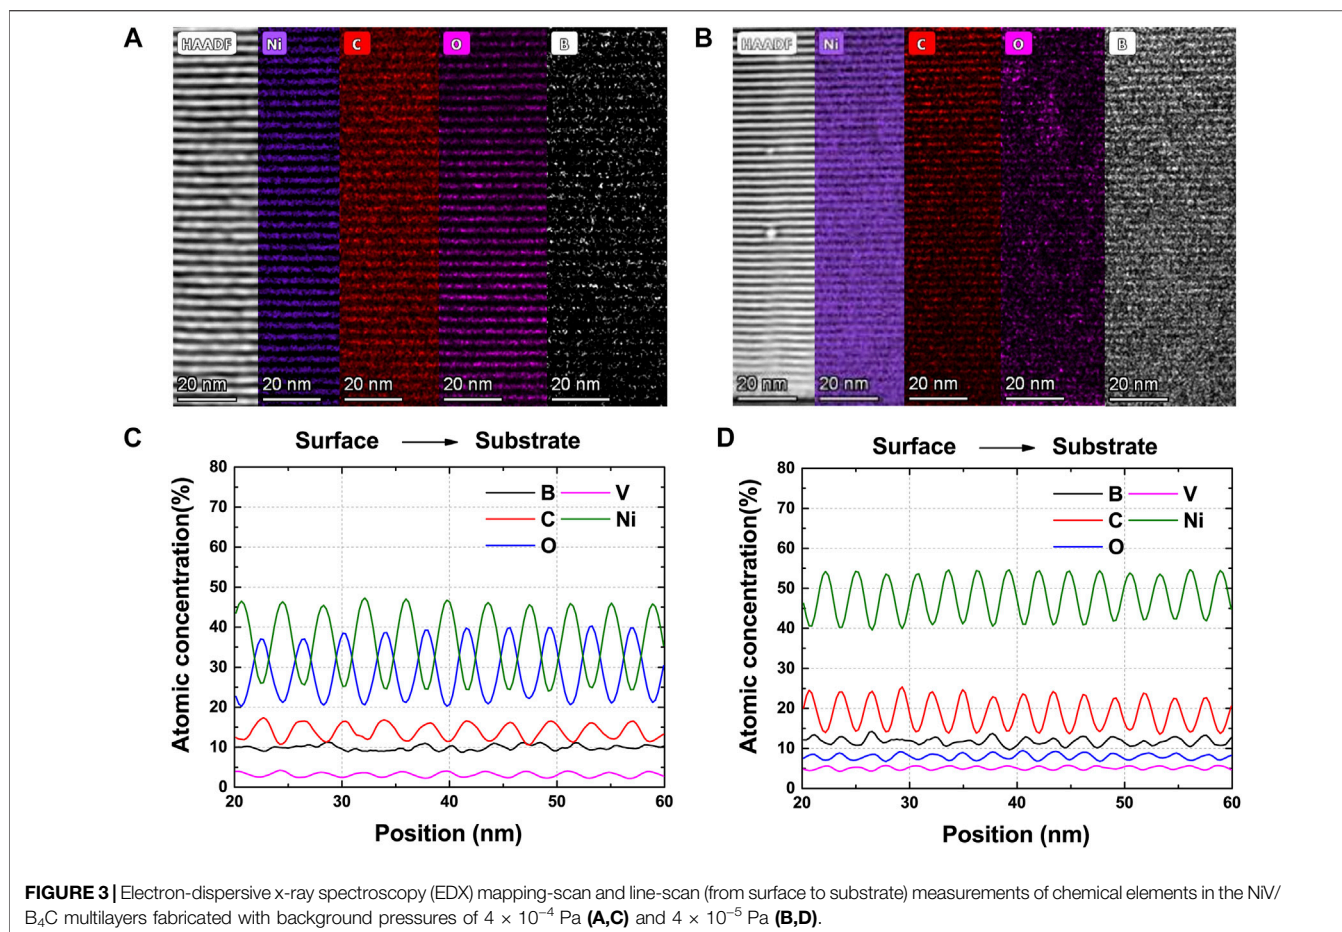 A
HAADF Ni C O B
20 nm 20 nm 20 nm 20 nm 20 nm
B
HAADF Ni C O B
20 nm 20 nm 20 nm 20 nm 20 nm
C
Surface → Substrate
Atomic concentration(%)
80
70
60
50
40
30
20
10
0
B V
C Ni
O
20 30 40 50 60
Position (nm)
D
Surface → Substrate
Atomic concentration(%)
80
70
60
50
40
30
20
10
0
B V
C Ni
O
20 30 40 50 60
Position (nm)
FIGURE 3 | Electron-dispersive x-ray spectroscopy (EDX) mapping-scan and line-scan (from surface to substrate) measurements of chemical elements in the NiV/
B₄C multilayers fabricated with background pressures of 4 × 10⁻⁴ Pa (A,C) and 4 × 10⁻⁵ Pa (B,D).